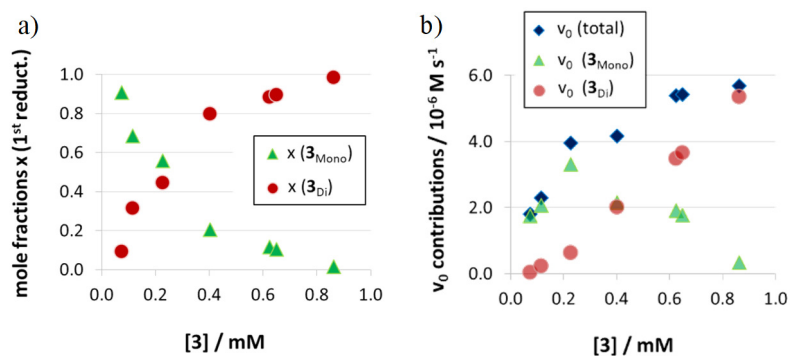 a)
mole fractions x (1st reduct.)
1.0
0.8
0.6
0.4
0.2
0.0
x (3Mono)
x (3Di)
0.0 0.2 0.4 0.6 0.8 1.0
[3] / mM
b)
v0 (total)
v0 (3Mono)
v0 (3Di)
v0 contributions / 10-6 M s-1
6.0
4.0
2.0
0.0
0.0 0.2 0.4 0.6 0.8 1.0
[3] / mM